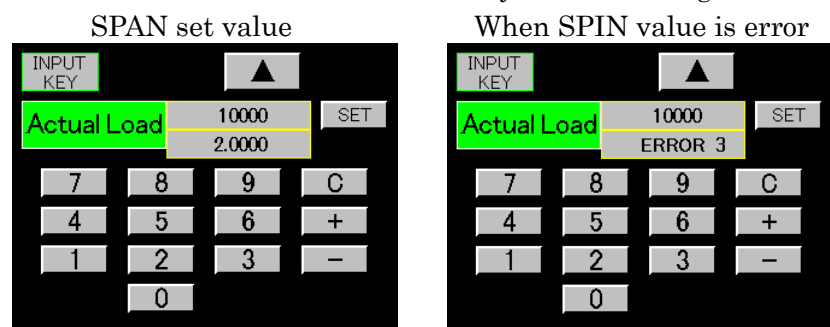 SPAN set value
INPUT
KEY
▲
Actual Load
10000
SET
2.0000
7 8 9 C
4 5 6 +
1 2 3 −
0
When SPIN value is error
INPUT
KEY
▲
Actual Load
10000
SET
ERROR 3
7 8 9 C
4 5 6 +
1 2 3 −
0